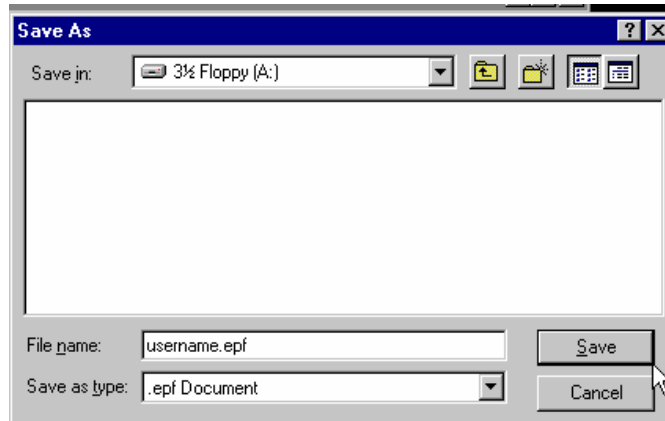 Save As
Save in: 3½ Floppy (A:)
File name: username.epf Save
Save as type: .epf Document Cancel